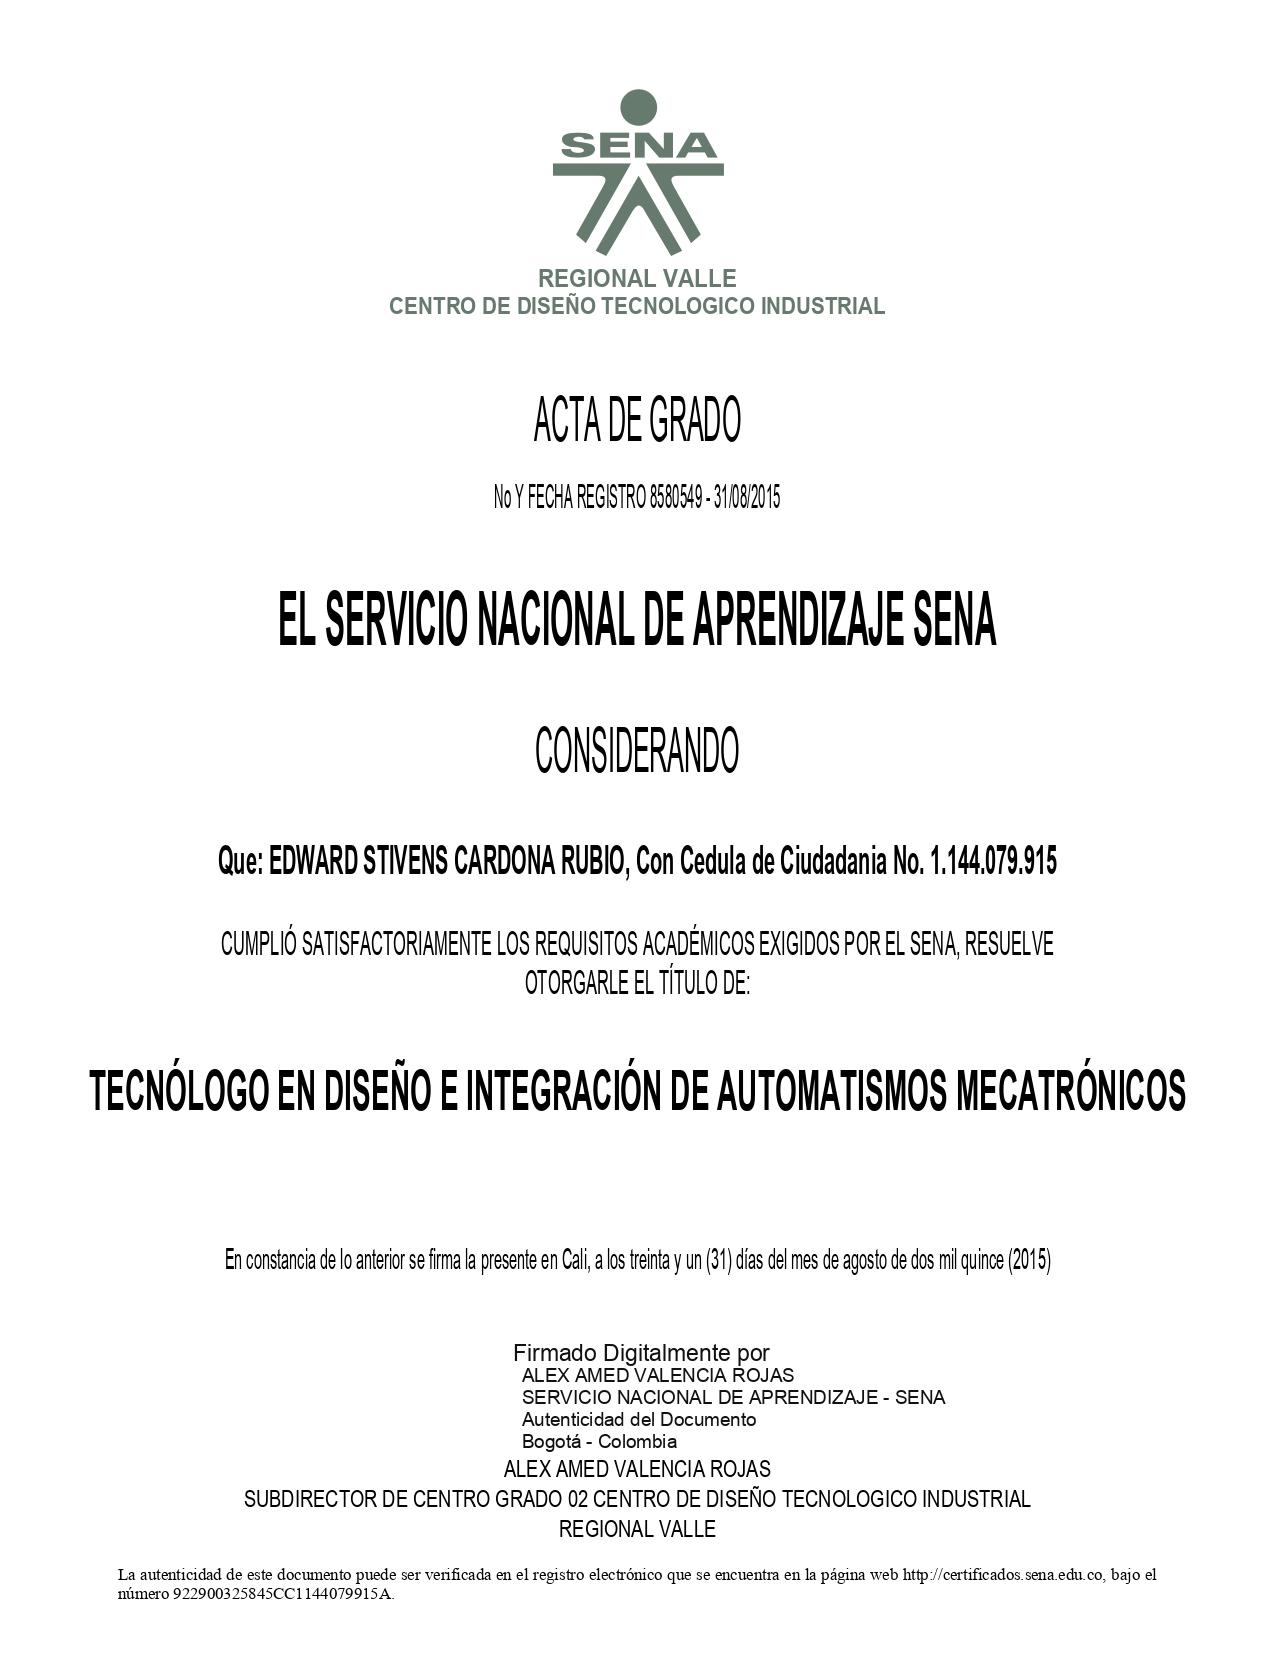 SENA
REGIONAL VALLE
CENTRO DE DISEÑO TECNOLOGICO INDUSTRIAL
ACTA DE GRADO
No Y FECHA REGISTRO 8580549 - 31/08/2015
EL SERVICIO NACIONAL DE APRENDIZAJE SENA
CONSIDERANDO
Que: EDWARD STIVENS CARDONA RUBIO, Con Cedula de Ciudadania No. 1.144.079.915
CUMPLIÓ SATISFACTORIAMENTE LOS REQUISITOS ACADÉMICOS EXIGIDOS POR EL SENA, RESUELVE
OTORGARLE EL TÍTULO DE:
TECNÓLOGO EN DISEÑO E INTEGRACIÓN DE AUTOMATISMOS MECATRÓNICOS
En constancia de lo anterior se firma la presente en Cali, a los treinta y un (31) días del mes de agosto de dos mil quince (2015)
Firmado Digitalmente por
ALEX AMED VALENCIA ROJAS
SERVICIO NACIONAL DE APRENDIZAJE - SENA
Autenticidad del Documento
Bogotá - Colombia
ALEX AMED VALENCIA ROJAS
SUBDIRECTOR DE CENTRO GRADO 02 CENTRO DE DISEÑO TECNOLOGICO INDUSTRIAL
REGIONAL VALLE
La autenticidad de este documento puede ser verificada en el registro electrónico que se encuentra en la página web http://certificados.sena.edu.co, bajo el
número 922900325845CC1144079915A.